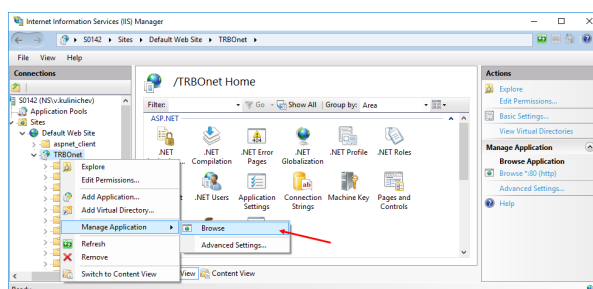 Internet Information Services (IIS) Manager
S0142 Sites Default Web Site TRBOnet
File View Help
Connections
S0142 (NS\v.kulinichev)
Application Pools
Sites
Default Web Site
aspnet_client
TRBOnet
Explore
Edit Permissions...
Add Application...
Add Virtual Directory...
Manage Application
Refresh
Remove
Switch to Content View
Browse
Advanced Settings...
/TRBOnet Home
Filter: Go Show All Group by: Area
ASP.NET
.NET
.NET Compilation
.NET Error Pages
.NET Globalization
.NET Profile
.NET Roles
.NET Users
Application Settings
Connection Strings
Machine Key
Pages and Controls
View Content View
Actions
Explore
Edit Permissions...
Basic Settings...
View Virtual Directories
Manage Application
Browse Application
Browse *:80 (http)
Advanced Settings...
Help